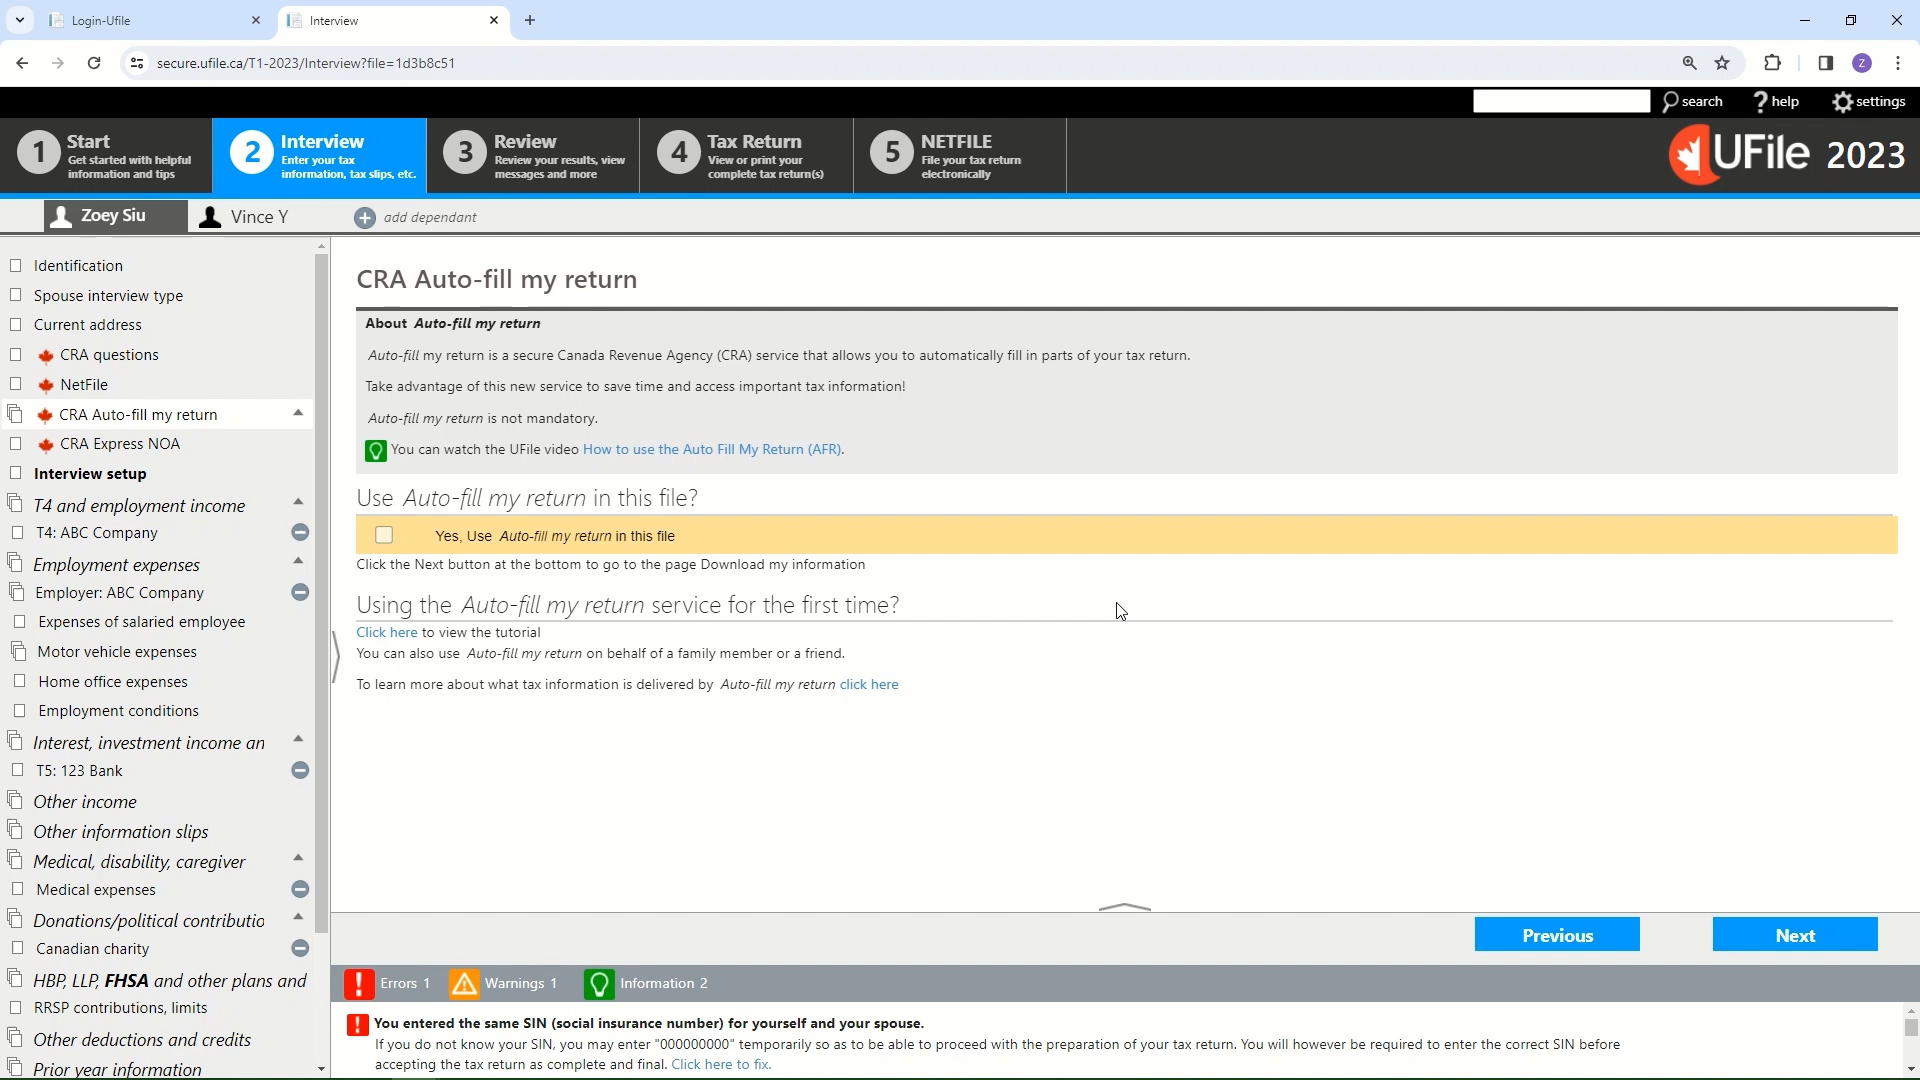 Login-Ufile
Interview
secure.ufile.ca/T1-2023/Interview?file=1d3b8c51
Z
search
?help
settings
1 Start
Get started with helpful
information and tips
2 Interview
Enter your tax
information, tax slips, etc.
3 Review
Review your results, view
messages and more
4 Tax Return
View or print your
complete tax return(s)
5 NETFILE
File your tax return
electronically
UFile 2023
Zoey Siu
Vince Y
add dependant
Identification
Spouse interview type
Current address
CRA questions
NetFile
CRA Auto-fill my return
CRA Express NOA
Interview setup
T4 and employment income
T4: ABC Company
Employment expenses
Employer: ABC Company
Expenses of salaried employee
Motor vehicle expenses
Home office expenses
Employment conditions
Interest, investment income an
T5: 123 Bank
Other income
Other information slips
Medical, disability, caregiver
Medical expenses
Donations/political contributio
Canadian charity
HBP, LLP, FHSA and other plans and
RRSP contributions, limits
Other deductions and credits
Prior year information
CRA Auto-fill my return
About Auto-fill my return
Auto-fill my return is a secure Canada Revenue Agency (CRA) service that allows you to automatically fill in parts of your tax return.
Take advantage of this new service to save time and access important tax information!
Auto-fill my return is not mandatory.
You can watch the UFile video How to use the Auto Fill My Return (AFR).
Use Auto-fill my return in this file?
Yes, Use Auto-fill my return in this file
Click the Next button at the bottom to go to the page Download my information
Using the Auto-fill my return service for the first time?
Click here to view the tutorial
You can also use Auto-fill my return on behalf of a family member or a friend.
To learn more about what tax information is delivered by Auto-fill my return click here
Previous
Next
Errors 1
Warnings 1
Information 2
You entered the same SIN (social insurance number) for yourself and your spouse.
If you do not know your SIN, you may enter "000000000" temporarily so as to be able to proceed with the preparation of your tax return. You will however be required to enter the correct SIN before
accepting the tax return as complete and final. Click here to fix.